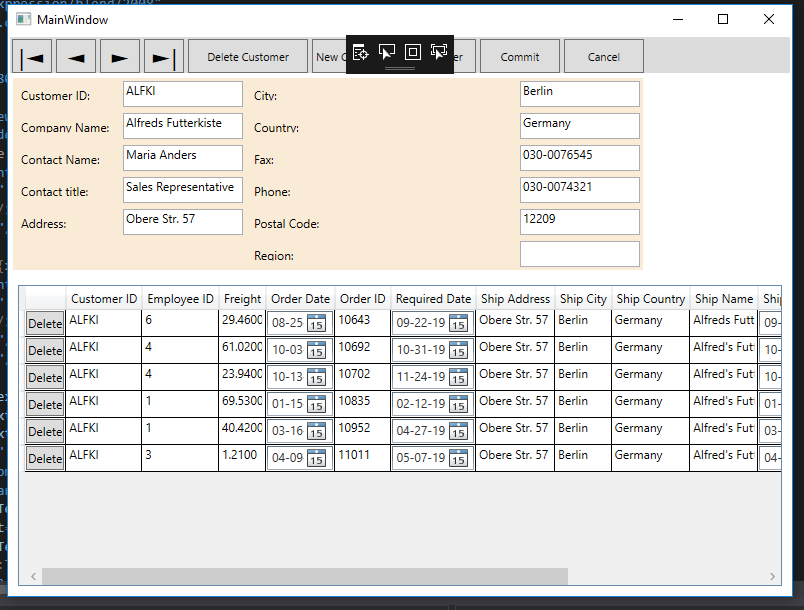 MainWindow
|◄ ◄ ► ►| Delete Customer New C er Commit Cancel
Customer ID: ALFKI City: Berlin
Company Name: Alfreds Futterkiste Country: Germany
Contact Name: Maria Anders Fax: 030-0076545
Contact title: Sales Representative Phone: 030-0074321
Address: Obere Str. 57 Postal Code: 12209
Region:
Customer ID Employee ID Freight Order Date Order ID Required Date Ship Address Ship City Ship Country Ship Name Ship
Delete ALFKI 6 29.4600 08-25 15 10643 09-22-19 15 Obere Str. 57 Berlin Germany Alfreds Futt 09-
Delete ALFKI 4 61.0200 10-03 15 10692 10-31-19 15 Obere Str. 57 Berlin Germany Alfred's Fut 10-
Delete ALFKI 4 23.9400 10-13 15 10702 11-24-19 15 Obere Str. 57 Berlin Germany Alfred's Fut 10-
Delete ALFKI 1 69.5300 01-15 15 10835 02-12-19 15 Obere Str. 57 Berlin Germany Alfred's Fut 01-
Delete ALFKI 1 40.4200 03-16 15 10952 04-27-19 15 Obere Str. 57 Berlin Germany Alfred's Fut 03-
Delete ALFKI 3 1.2100 04-09 15 11011 05-07-19 15 Obere Str. 57 Berlin Germany Alfred's Fut 04-